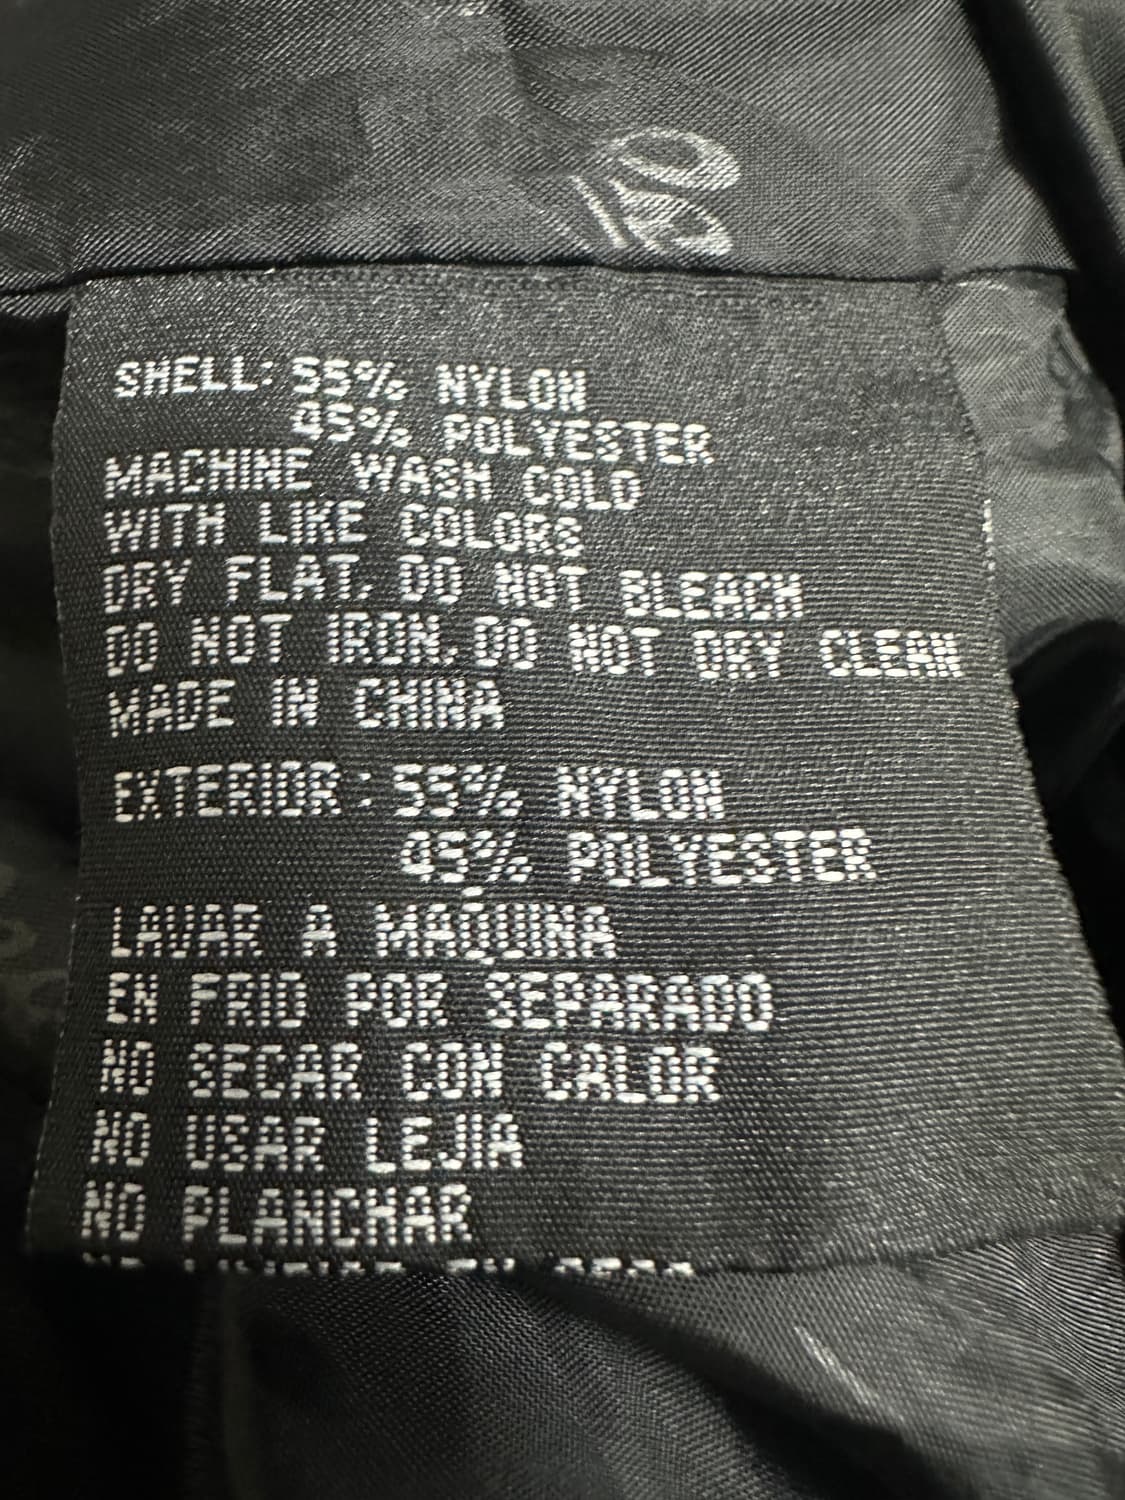 SHELL: 55% NYLON
45% POLYESTER
MACHINE WASH COLD
WITH LIKE COLORS
DRY FLAT. DO NOT BLEACH
DO NOT IRON. DO NOT DRY CLEAN
MADE IN CHINA
EXTERIOR: 55% NYLON
45% POLYESTER
LAVAR A MAQUINA
EN FRIO POR SEPARADO
NO SECAR CON CALOR
NO USAR LEJIA
NO PLANCHAR